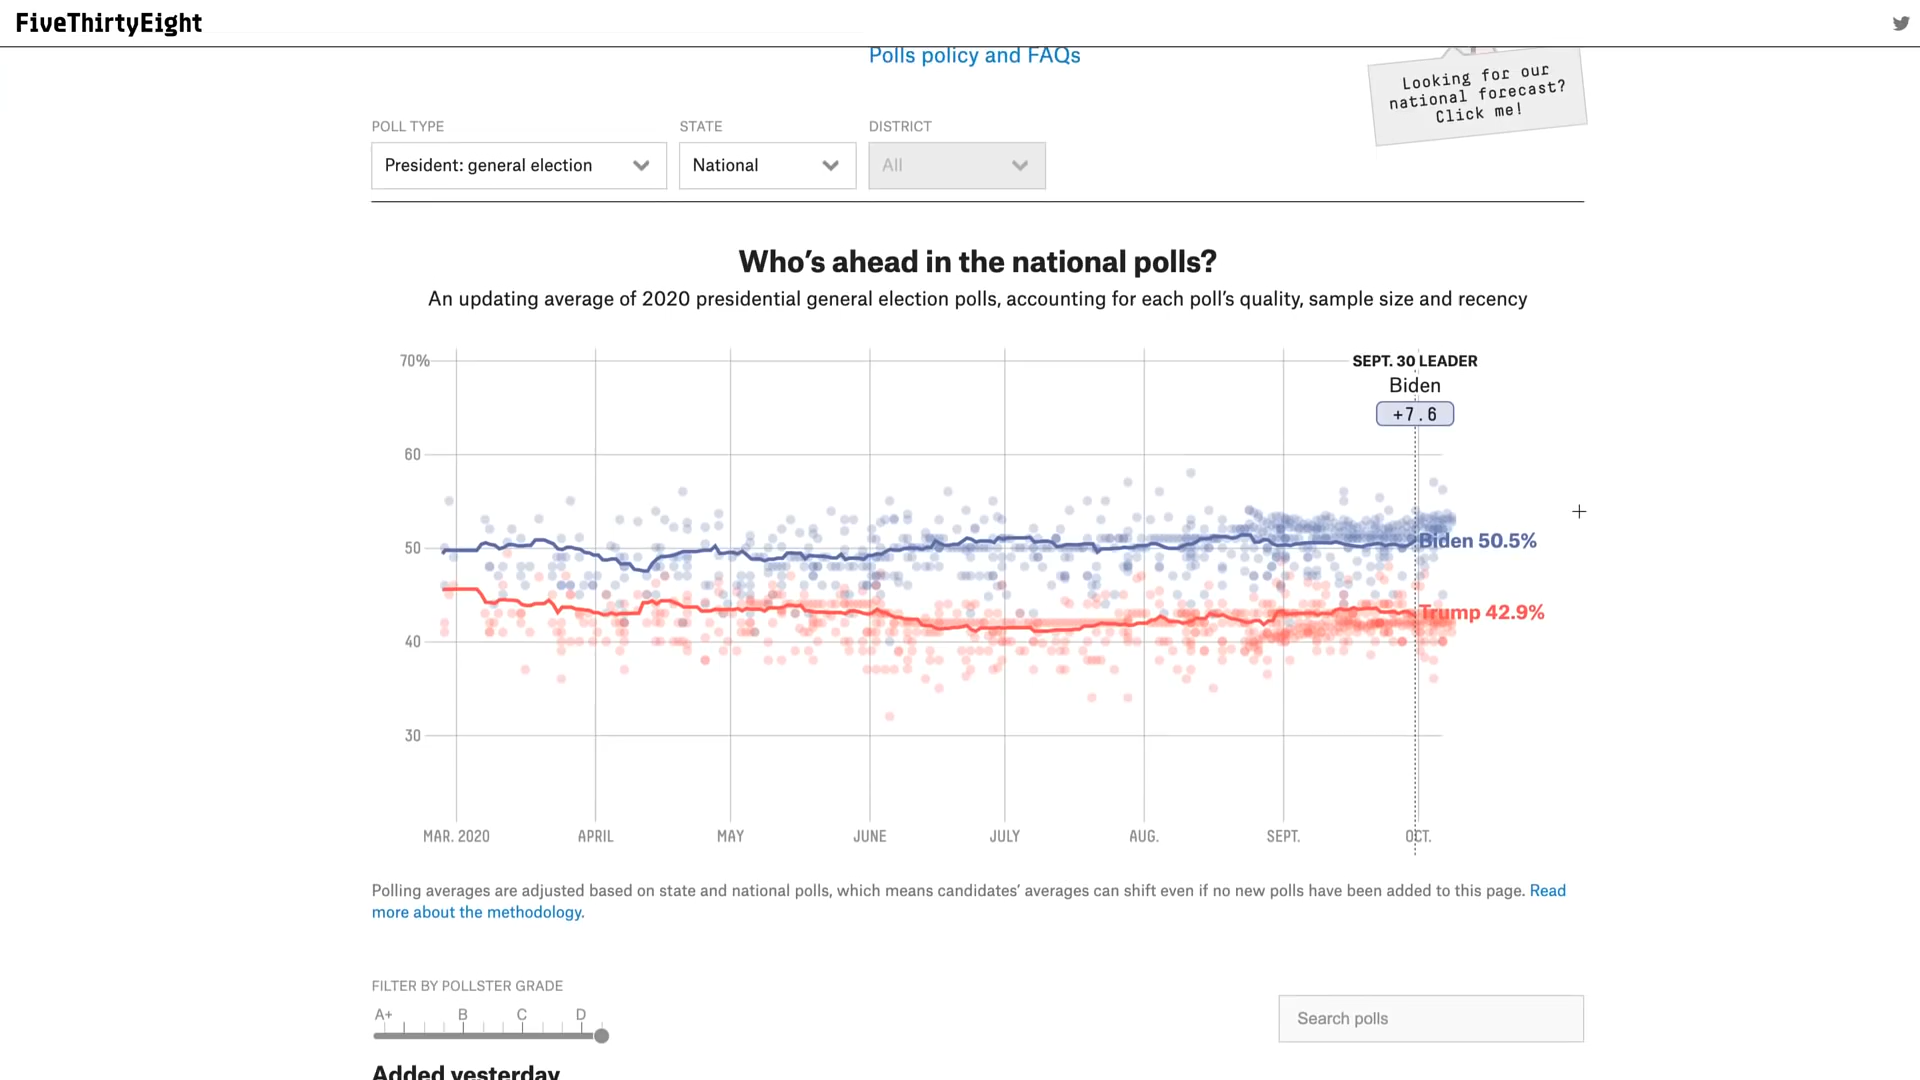 FiveThirtyEight
Polls policy and FAQs
Looking for our
national forecast?
Click me!
POLL TYPE
STATE
DISTRICT
President: general election
National
All
Who's ahead in the national polls?
An updating average of 2020 presidential general election polls, accounting for each poll's quality, sample size and recency
70%
SEPT. 30 LEADER
Biden
+7.6
60
50
Biden 50.5%
Trump 42.9%
40
30
MAR. 2020
APRIL
MAY
JUNE
JULY
AUG.
SEPT.
OCT.
Polling averages are adjusted based on state and national polls, which means candidates' averages can shift even if no new polls have been added to this page. Read
more about the methodology.
FILTER BY POLLSTER GRADE
A+
B
C
D
Search polls
Added yesterday